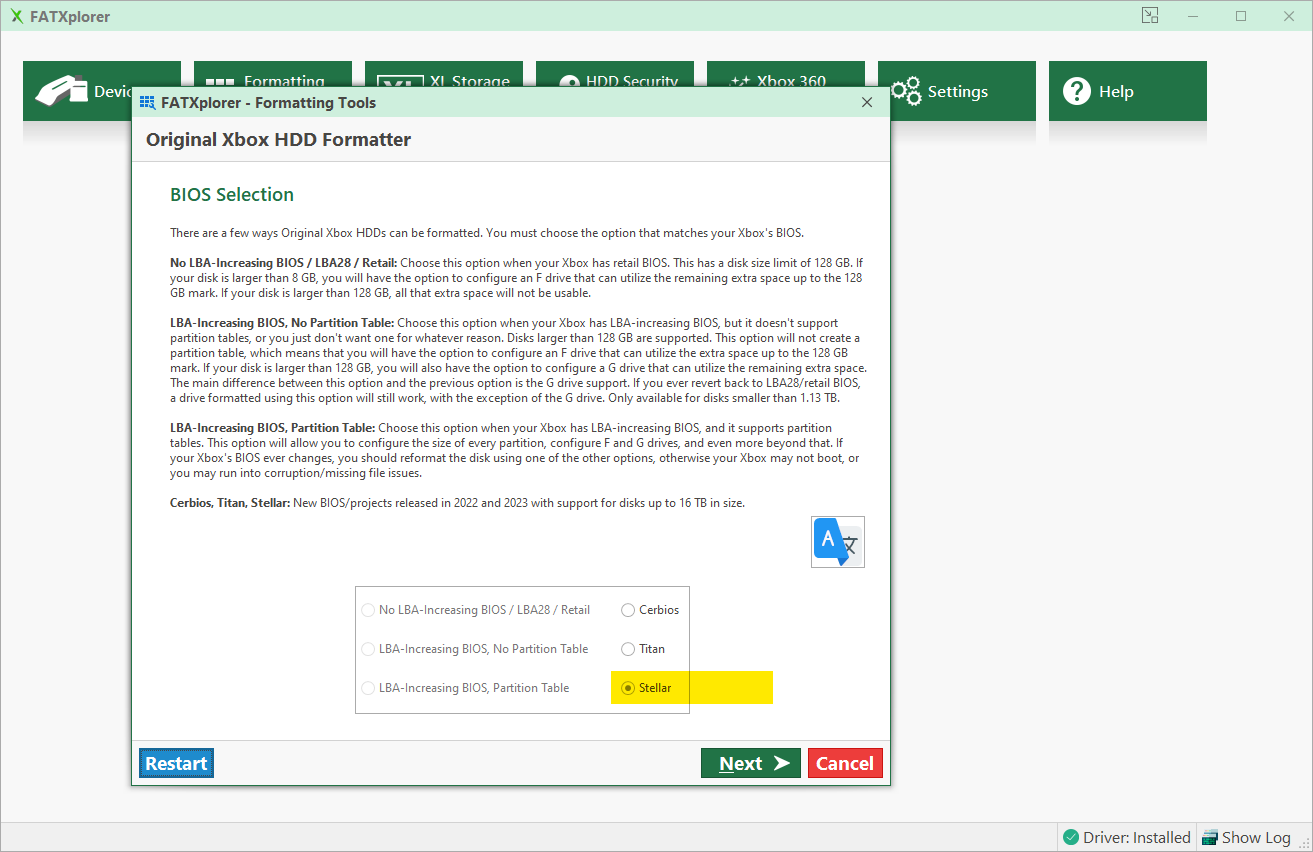 FATXplorer
Formatting
XL Storage
HDD Security
Xbox 360
Settings
Help
FATXplorer - Formatting Tools
Original Xbox HDD Formatter
BIOS Selection
There are a few ways Original Xbox HDDs can be formatted. You must choose the option that matches your Xbox's BIOS.
No LBA-Increasing BIOS / LBA28 / Retail: Choose this option when your Xbox has retail BIOS. This has a disk size limit of 128 GB. If
your disk is larger than 8 GB, you will have the option to configure an F drive that can utilize the remaining extra space up to the 128
GB mark. If your disk is larger than 128 GB, all that extra space will not be usable.
LBA-Increasing BIOS, No Partition Table: Choose this option when your Xbox has LBA-increasing BIOS, but it doesn't support
partition tables, or you just don't want one for whatever reason. Disks larger than 128 GB are supported. This option will not create a
partition table, which means that you will have the option to configure an F drive that can utilize the extra space up to the 128 GB
mark. If your disk is larger than 128 GB, you will also have the option to configure a G drive that can utilize the remaining extra space.
The main difference between this option and the previous option is the G drive support. If you ever revert back to LBA28/retail BIOS,
a drive formatted using this option will still work, with the exception of the G drive. Only available for disks smaller than 1.13 TB.
LBA-Increasing BIOS, Partition Table: Choose this option when your Xbox has LBA-increasing BIOS, and it supports partition
tables. This option will allow you to configure the size of every partition, configure F and G drives, and even more beyond that. If
your Xbox's BIOS ever changes, you should reformat the disk using one of the other options, otherwise your Xbox may not boot, or
you may run into corruption/missing file issues.
Cerbios, Titan, Stellar: New BIOS/projects released in 2022 and 2023 with support for disks up to 16 TB in size.
A 文
No LBA-Increasing BIOS / LBA28 / Retail
Cerbios
LBA-Increasing BIOS, No Partition Table
Titan
LBA-Increasing BIOS, Partition Table
Stellar
Restart
Next
Cancel
Driver: Installed
Show Log